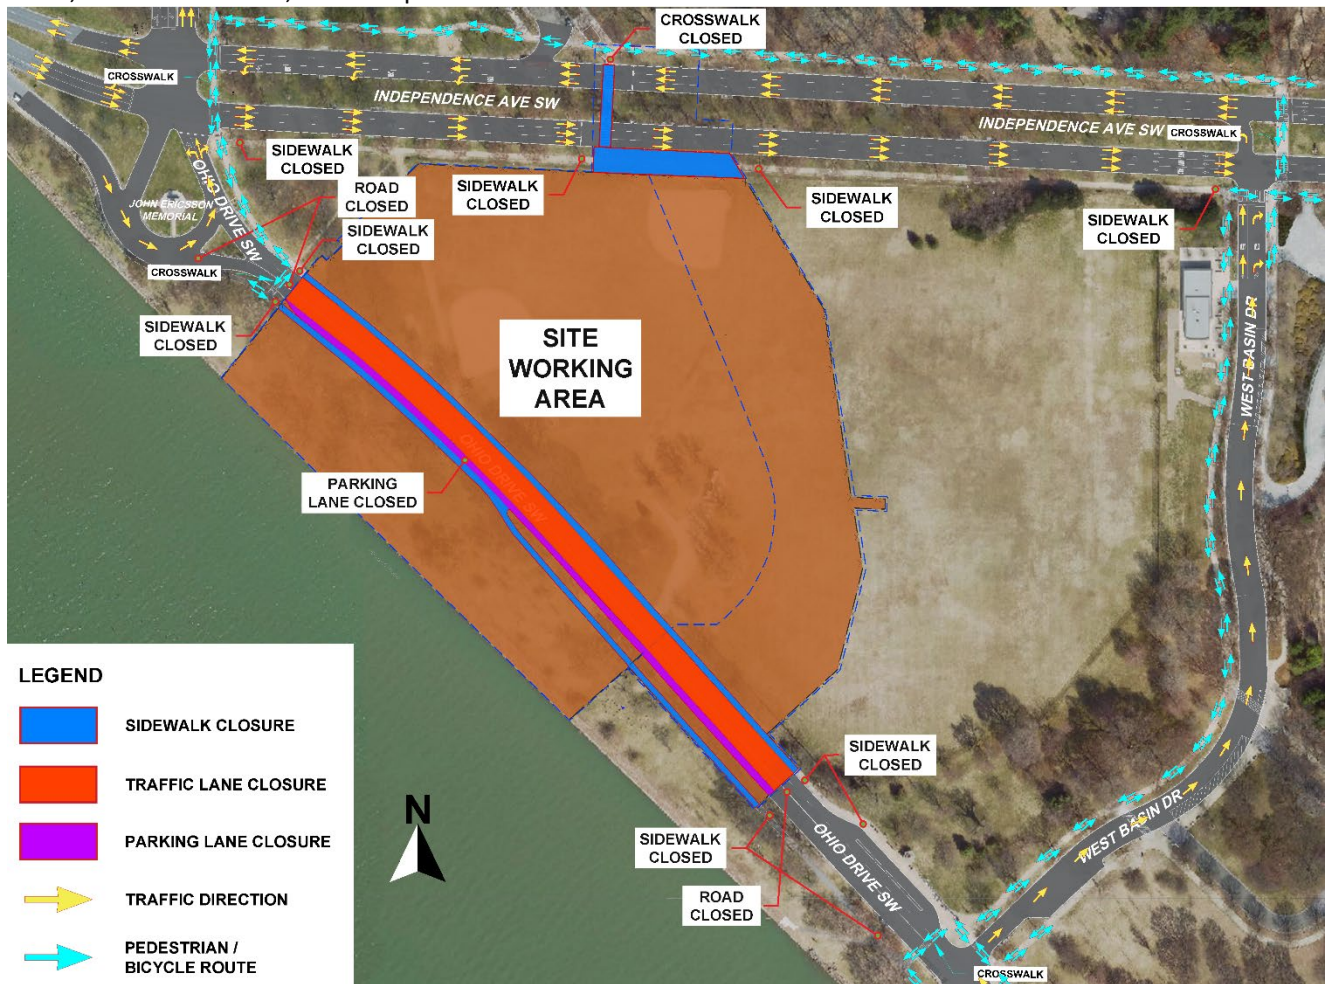 CROSSWALK
CLOSED
CROSSWALK
INDEPENDENCE AVE SW
INDEPENDENCE AVE SW
CROSSWALK
SIDEWALK
CLOSED
ROAD
CLOSED
SIDEWALK
CLOSED
SIDEWALK
CLOSED
SIDEWALK
CLOSED
SIDEWALK
CLOSED
OHIO DRIVE SW
JOHN ERICSSON
MEMORIAL
CROSSWALK
SIDEWALK
CLOSED
SITE
WORKING
AREA
WEST BASIN DR
OHIO DRIVE SW
PARKING
LANE CLOSED
LEGEND
SIDEWALK CLOSURE
TRAFFIC LANE CLOSURE
PARKING LANE CLOSURE
TRAFFIC DIRECTION
PEDESTRIAN /
BICYCLE ROUTE
N
SIDEWALK
CLOSED
SIDEWALK
CLOSED
ROAD
CLOSED
OHIO DRIVE SW
WEST BASIN DR
CROSSWALK